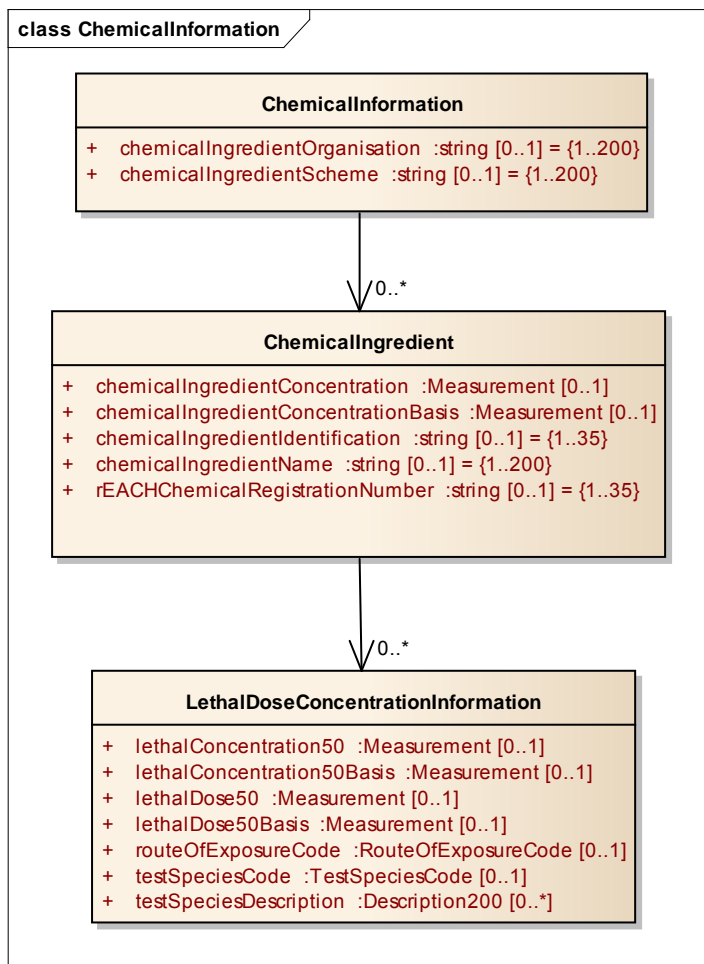 class ChemicalInformation
ChemicalInformation
+ chemicalIngredientOrganisation :string [0..1] = {1..200}
+ chemicalIngredientScheme :string [0..1] = {1..200}
0..*
ChemicalIngredient
+ chemicalIngredientConcentration :Measurement [0..1]
+ chemicalIngredientConcentrationBasis :Measurement [0..1]
+ chemicalIngredientIdentification :string [0..1] = {1..35}
+ chemicalIngredientName :string [0..1] = {1..200}
+ rEACHChemicalRegistrationNumber :string [0..1] = {1..35}
0..*
LethalDoseConcentrationInformation
+ lethalConcentration50 :Measurement [0..1]
+ lethalConcentration50Basis :Measurement [0..1]
+ lethalDose50 :Measurement [0..1]
+ lethalDose50Basis :Measurement [0..1]
+ routeOfExposureCode :RouteOfExposureCode [0..1]
+ testSpeciesCode :TestSpeciesCode [0..1]
+ testSpeciesDescription :Description200 [0..*]